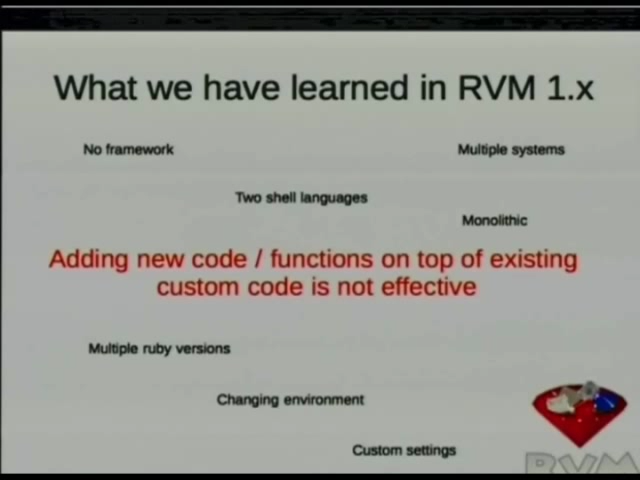 What we have learned in RVM 1.x
No framework
Multiple systems
Two shell languages
Monolithic
Adding new code / functions on top of existing
custom code is not effective
Multiple ruby versions
Changing environment
Custom settings
RVM